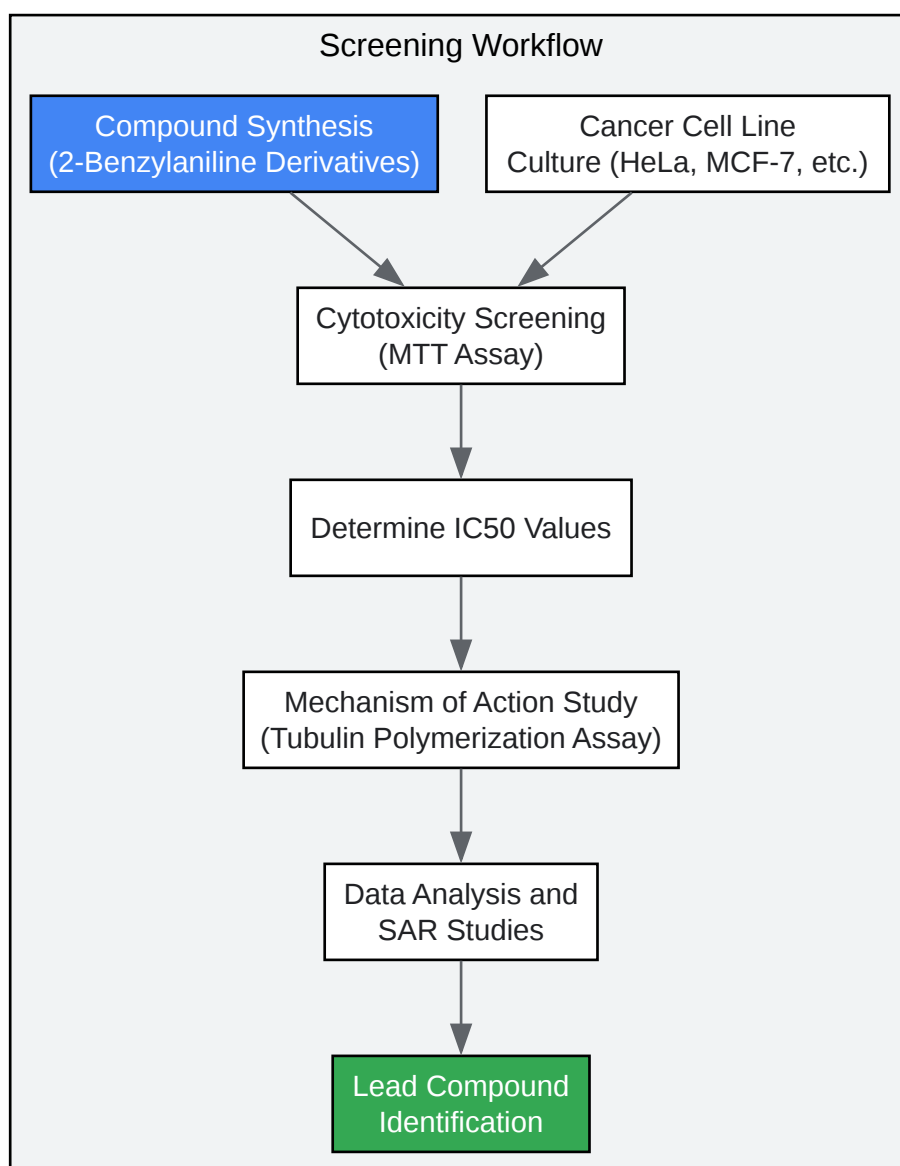 Screening Workflow
Compound Synthesis
(2-Benzylaniline Derivatives)
Cancer Cell Line
Culture (HeLa, MCF-7, etc.)
Cytotoxicity Screening
(MTT Assay)
Determine IC50 Values
Mechanism of Action Study
(Tubulin Polymerization Assay)
Data Analysis and
SAR Studies
Lead Compound
Identification